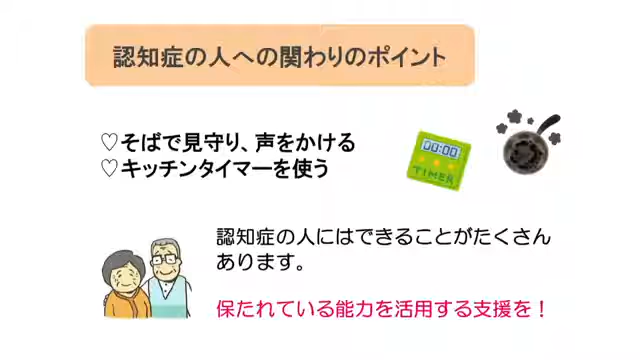 認知症の人への関わりのポイント
♡そばで見守り、声をかける
♡キッチンタイマーを使う
00:00
TIMER
認知症の人にはできることがたくさん
あります。
保たれている能力を活用する支援を！